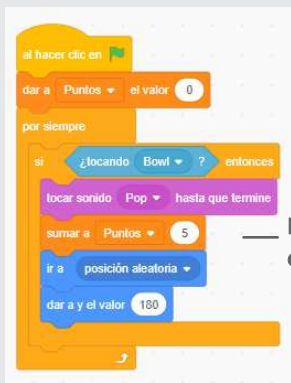 al hacer clic en
dar a Puntos el valor 0
por siempre
si ¿tocando Bowl ? entonces
tocar sonido Pop hasta que termine
sumar a Puntos 5
ir a posición aleatoria
dar a y el valor 180